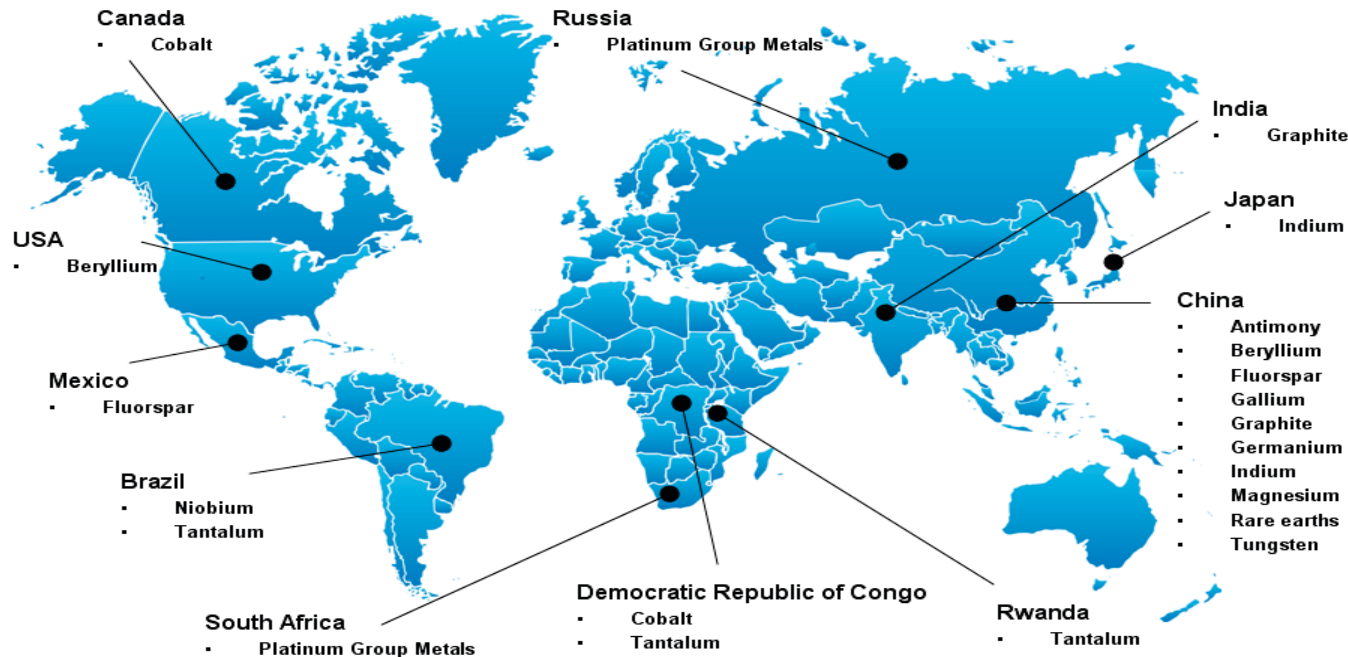 Canada
▪ Cobalt
Russia
▪ Platinum Group Metals
India
▪ Graphite
Japan
▪ Indium
USA
▪ Beryllium
China
▪ Antimony
▪ Beryllium
▪ Fluorspar
▪ Gallium
▪ Graphite
▪ Germanium
▪ Indium
▪ Magnesium
▪ Rare earths
▪ Tungsten
Mexico
▪ Fluorspar
Brazil
▪ Niobium
▪ Tantalum
South Africa
▪ Platinum Group Metals
Democratic Republic of Congo
▪ Cobalt
▪ Tantalum
Rwanda
▪ Tantalum